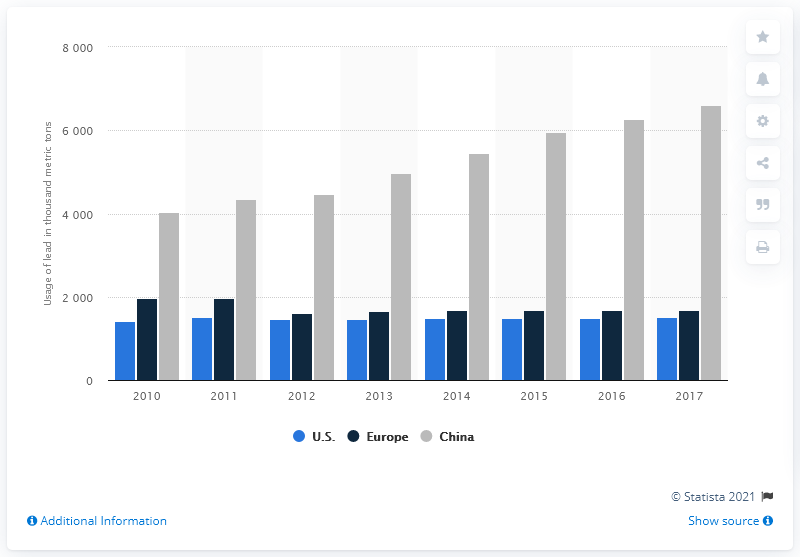 8 000
6 000
4 000
2 000
0
Usage of lead in thousand metric tons
2010 2011 2012 2013 2014 2015 2016 2017
U.S. Europe China
© Statista 2021
Additional Information Show source